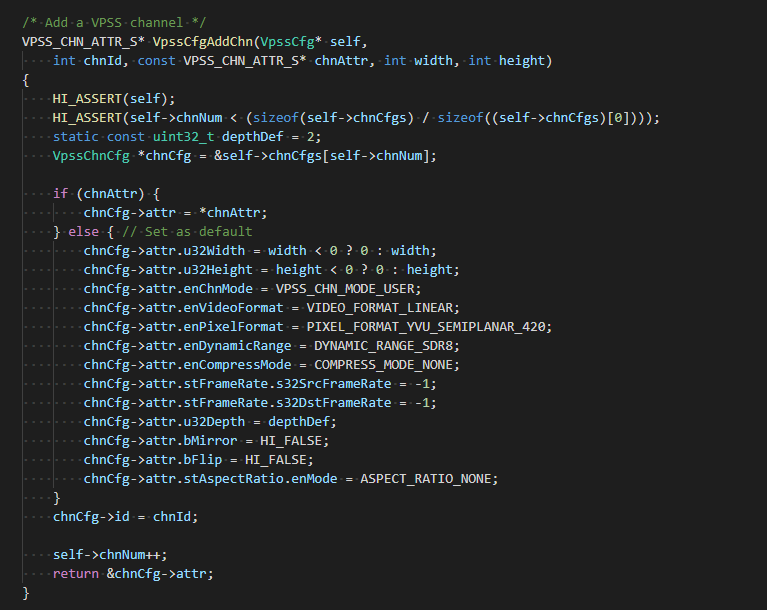 /* Add a VPSS channel */
VPSS_CHN_ATTR_S* VpssCfgAddChn(VpssCfg* self,
    int chnId, const VPSS_CHN_ATTR_S* chnAttr, int width, int height)
{
    HI_ASSERT(self);
    HI_ASSERT(self->chnNum < (sizeof(self->chnCfgs) / sizeof((self->chnCfgs)[0])));
    static const uint32_t depthDef = 2;
    VpssChnCfg *chnCfg = &self->chnCfgs[self->chnNum];

    if (chnAttr) {
        chnCfg->attr = *chnAttr;
    } else { // Set as default
        chnCfg->attr.u32Width = width < 0 ? 0 : width;
        chnCfg->attr.u32Height = height < 0 ? 0 : height;
        chnCfg->attr.enChnMode = VPSS_CHN_MODE_USER;
        chnCfg->attr.enVideoFormat = VIDEO_FORMAT_LINEAR;
        chnCfg->attr.enPixelFormat = PIXEL_FORMAT_YVU_SEMIPLANAR_420;
        chnCfg->attr.enDynamicRange = DYNAMIC_RANGE_SDR8;
        chnCfg->attr.enCompressMode = COMPRESS_MODE_NONE;
        chnCfg->attr.stFrameRate.s32SrcFrameRate = -1;
        chnCfg->attr.stFrameRate.s32DstFrameRate = -1;
        chnCfg->attr.u32Depth = depthDef;
        chnCfg->attr.bMirror = HI_FALSE;
        chnCfg->attr.bFlip = HI_FALSE;
        chnCfg->attr.stAspectRatio.enMode = ASPECT_RATIO_NONE;
    }
    chnCfg->id = chnId;

    self->chnNum++;
    return &chnCfg->attr;
}